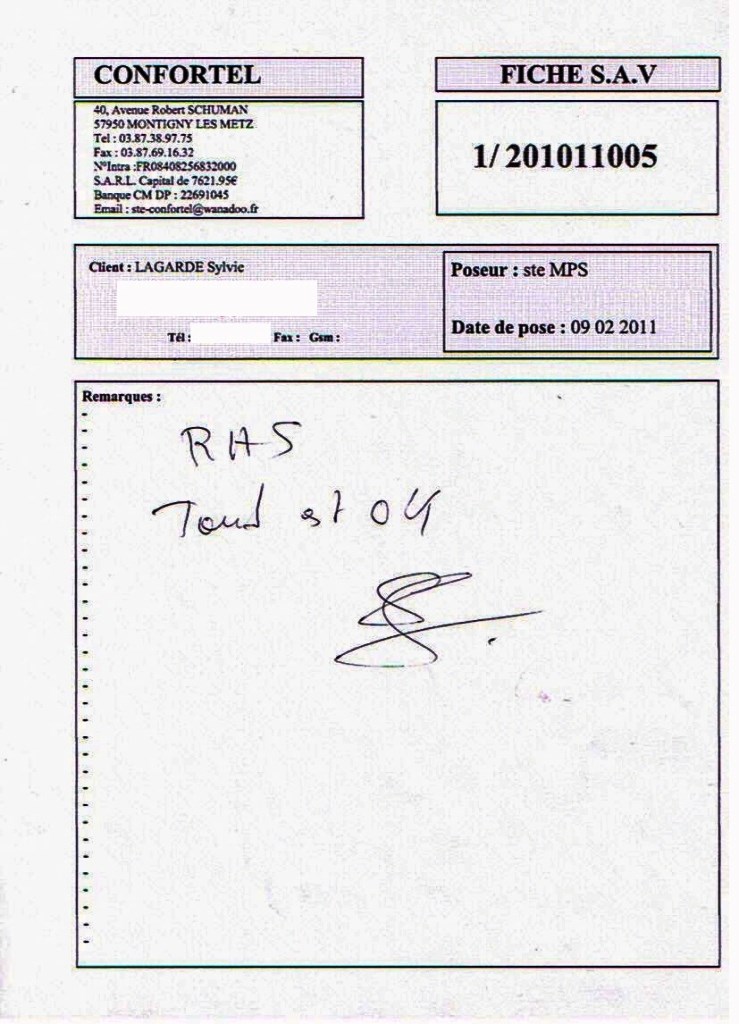 CONFORTEL
40, Avenue Robert SCHUMAN
57950 MONTIGNY LES METZ
Tel : 03.87.38.97.75
Fax : 03.87.69.16.32
N°Intra :FR08408256832000
S.A.R.L. Capital de 7621.95€
Banque CM DP : 22691045
Email : ste-confortel@wanadoo.fr
FICHE S.A.V
1/ 201011005
Client : LAGARDE Sylvie
Tél : Fax : Gsm :
Poseur : ste MPS
Date de pose : 09 02 2011
Remarques :
RAS
Tout est OK